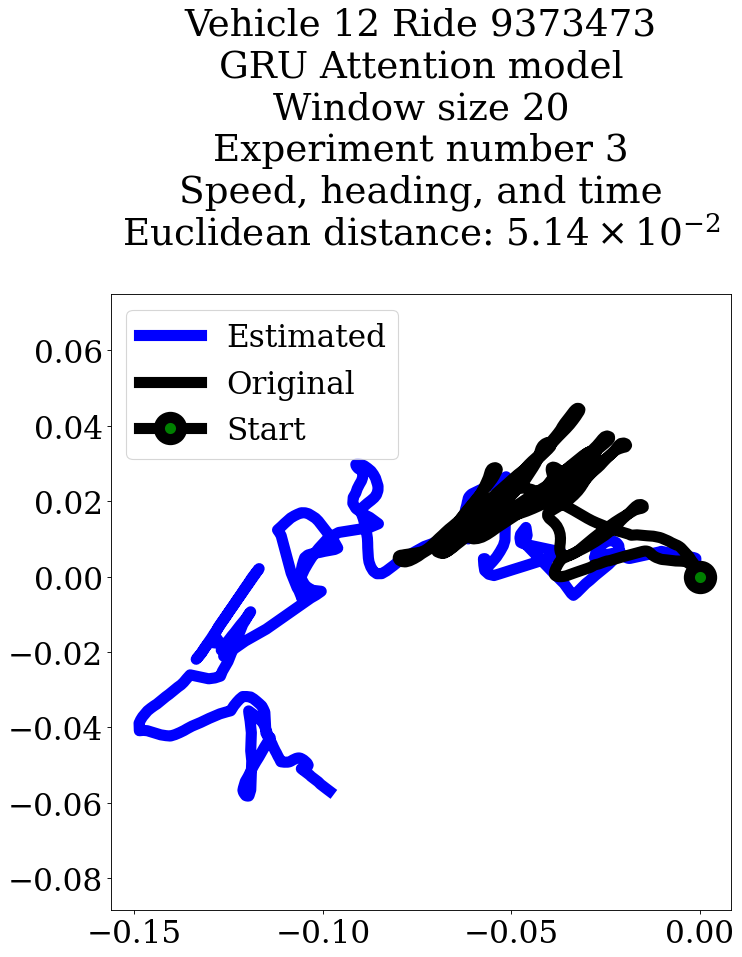 Vehicle 12 Ride 9373473
GRU Attention model
Window size 20
Experiment number 3
Speed, heading, and time
Euclidean distance: 5.14 × 10⁻²
Estimated
Original
Start
0.06
0.04
0.02
0.00
−0.02
−0.04
−0.06
−0.08
−0.15 −0.10 −0.05 0.00